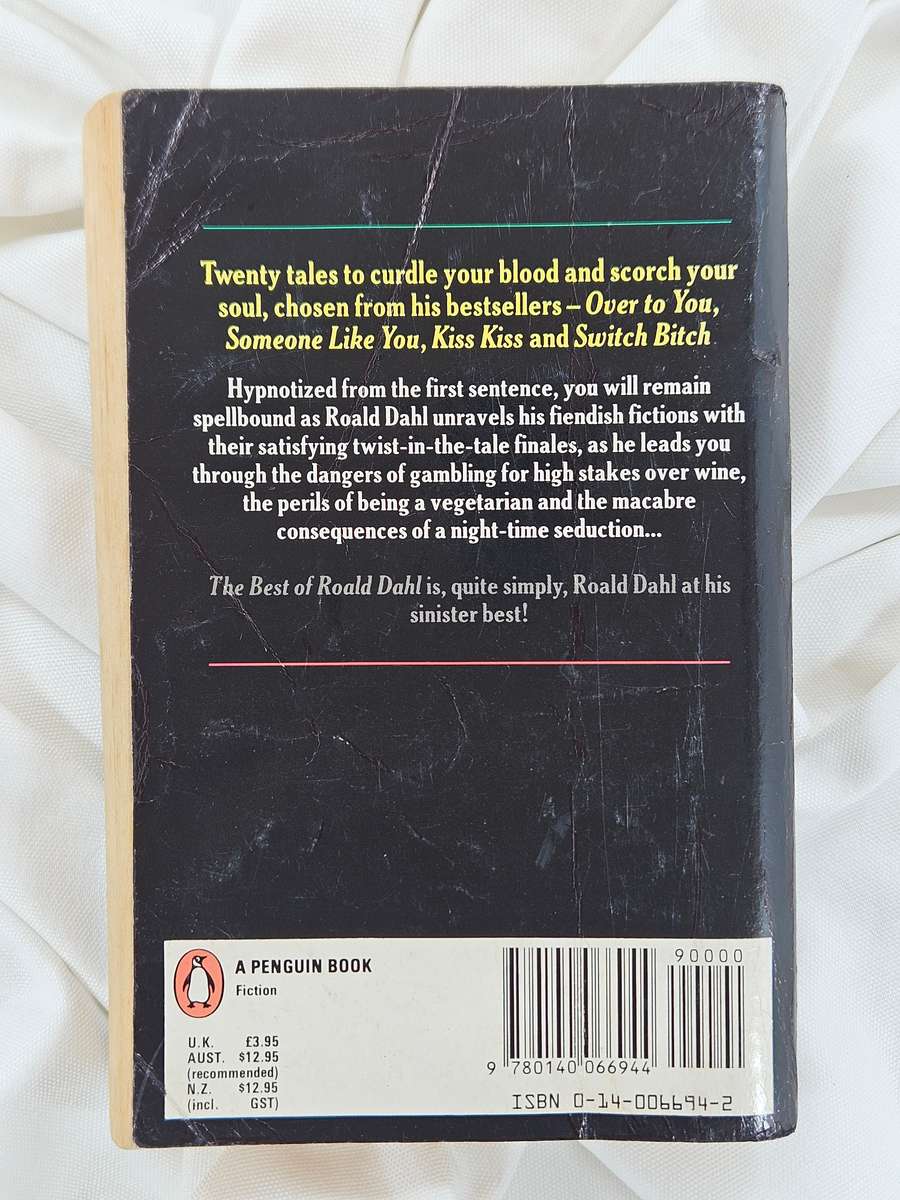 Twenty tales to curdle your blood and scorch your
soul, chosen from his bestsellers – Over to You,
Someone Like You, Kiss Kiss and Switch Bitch
Hypnotized from the first sentence, you will remain
spellbound as Roald Dahl unravels his fiendish fictions with
their satisfying twist-in-the-tale finales, as he leads you
through the dangers of gambling for high stakes over wine,
the perils of being a vegetarian and the macabre
consequences of a night-time seduction...
The Best of Roald Dahl is, quite simply, Roald Dahl at his
sinister best!
A PENGUIN BOOK
Fiction
U.K. £3.95
AUST. $12.95
(recommended)
N.Z. $12.95
(incl. GST)
90000
9 780140 066944
ISBN 0-14-006694-2